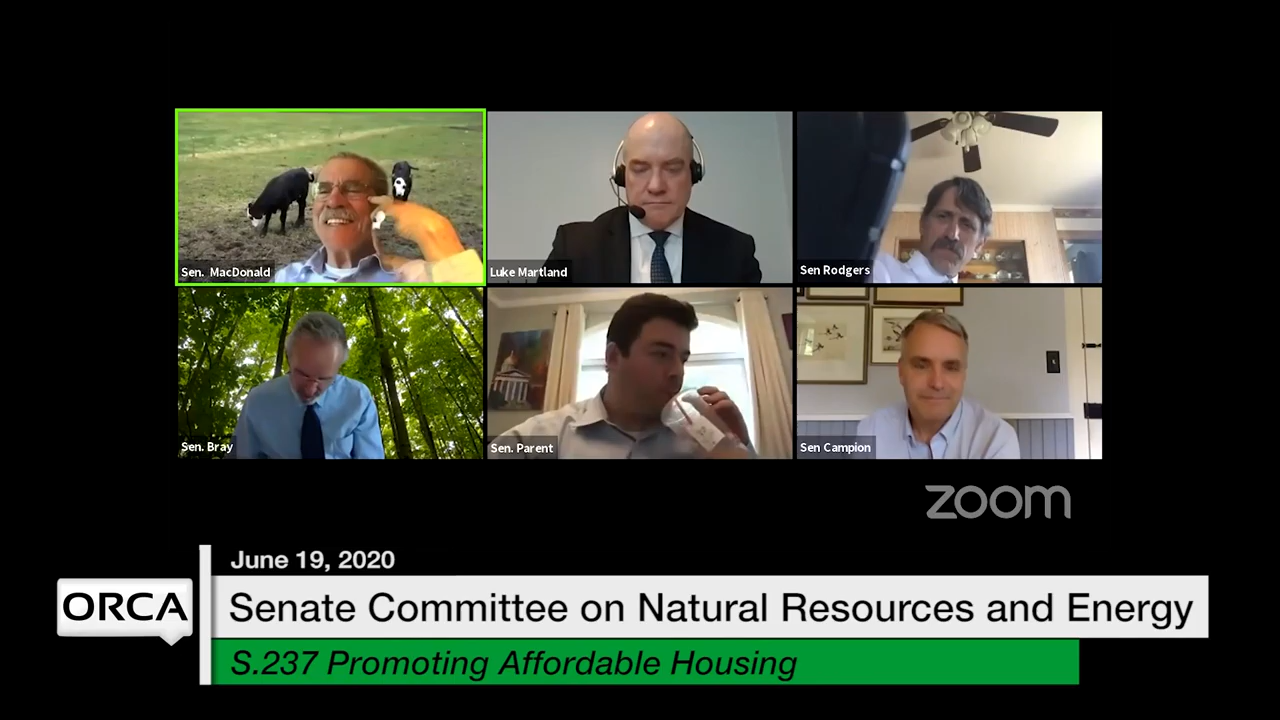 Sen. MacDonald
Luke Martland
Sen Rodgers
Sen. Bray
Sen. Parent
Sen Campion
zoom
June 19, 2020
ORCA
Senate Committee on Natural Resources and Energy
S.237 Promoting Affordable Housing